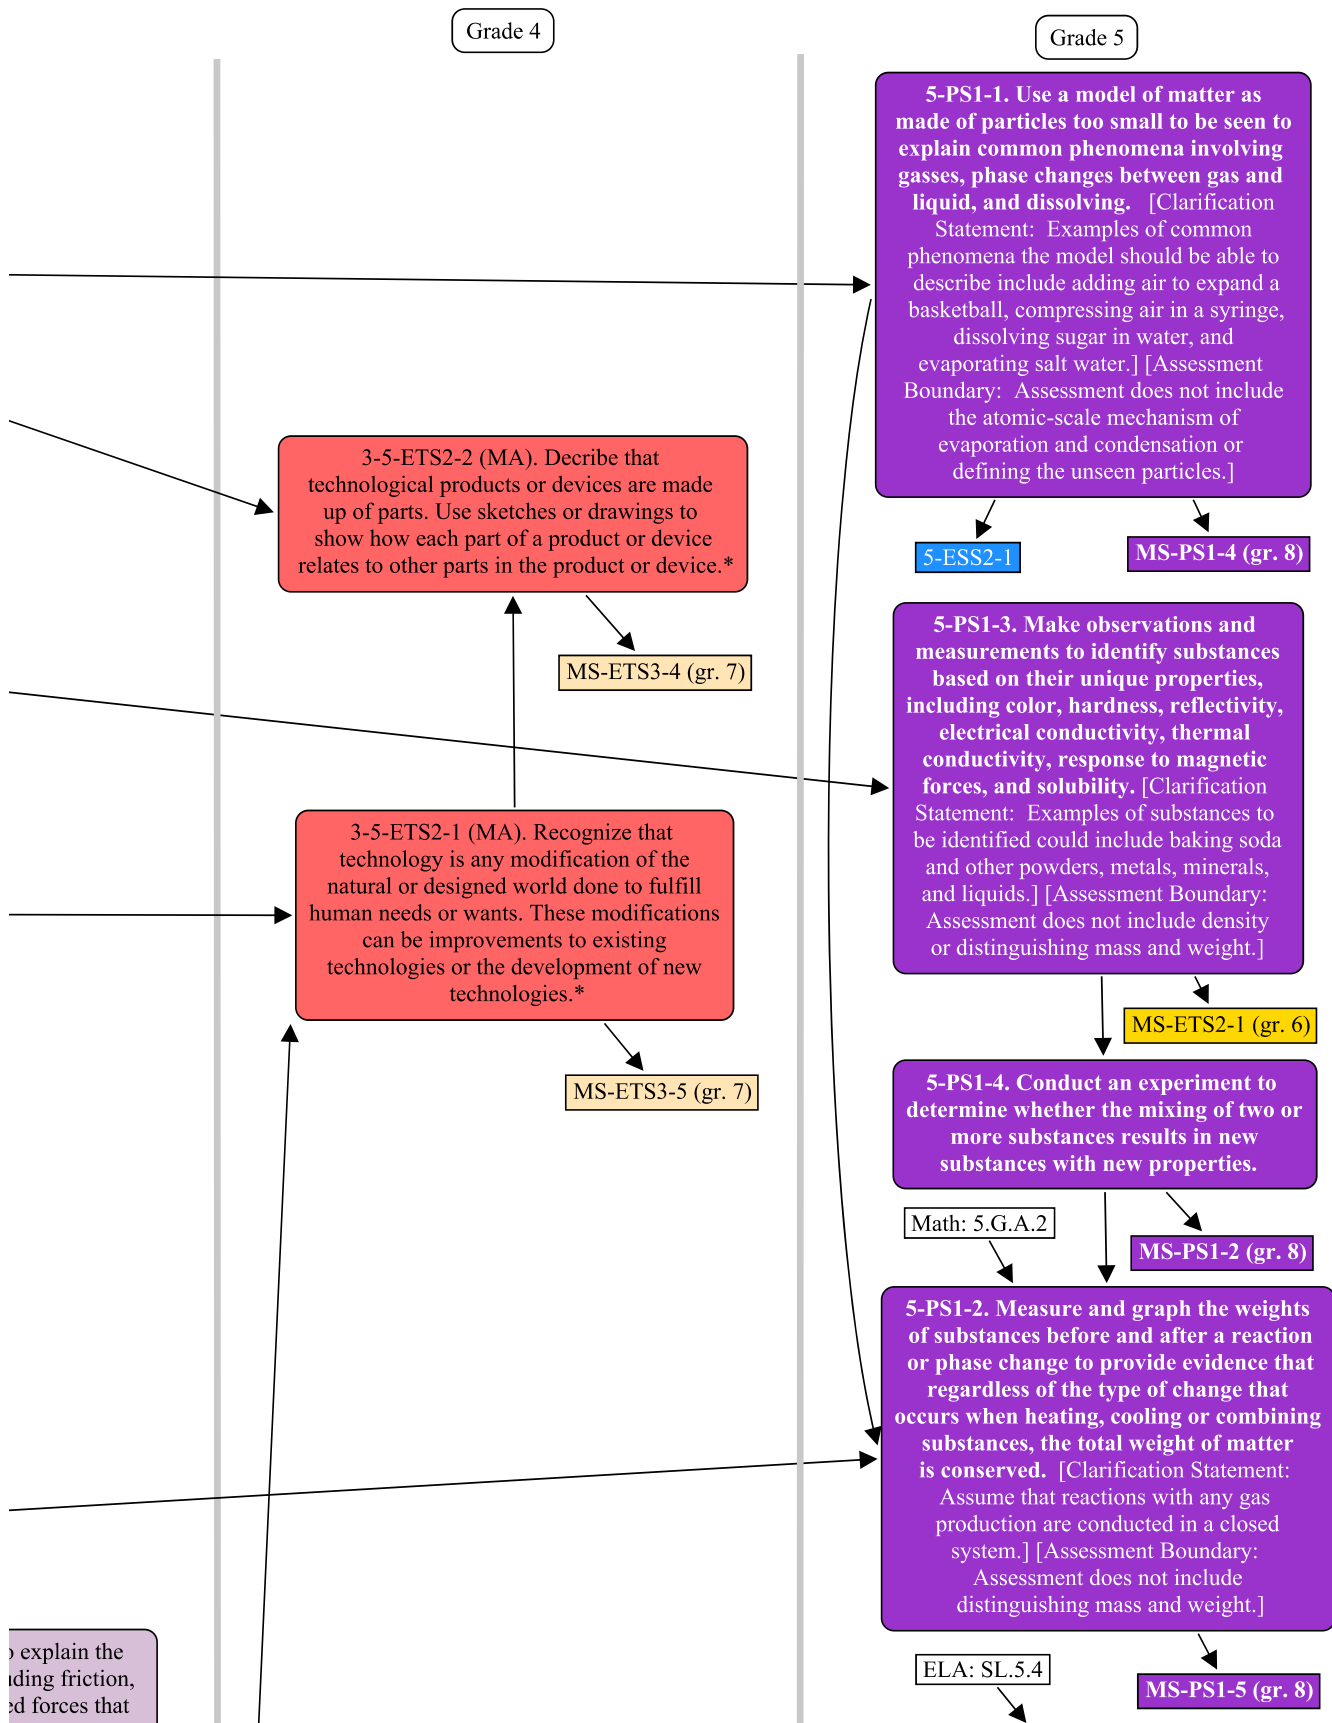 Grade 4
Grade 5
5-PS1-1. Use a model of matter as
made of particles too small to be seen to
explain common phenomena involving
gasses, phase changes between gas and
liquid, and dissolving. [Clarification
Statement: Examples of common
phenomena the model should be able to
describe include adding air to expand a
basketball, compressing air in a syringe,
dissolving sugar in water, and
evaporating salt water.] [Assessment
Boundary: Assessment does not include
the atomic-scale mechanism of
evaporation and condensation or
defining the unseen particles.]
5-ESS2-1
MS-PS1-4 (gr. 8)
3-5-ETS2-2 (MA). Decribe that
technological products or devices are made
up of parts. Use sketches or drawings to
show how each part of a product or device
relates to other parts in the product or device.*
MS-ETS3-4 (gr. 7)
5-PS1-3. Make observations and
measurements to identify substances
based on their unique properties,
including color, hardness, reflectivity,
electrical conductivity, thermal
conductivity, response to magnetic
forces, and solubility. [Clarification
Statement: Examples of substances to
be identified could include baking soda
and other powders, metals, minerals,
and liquids.] [Assessment Boundary:
Assessment does not include density
or distinguishing mass and weight.]
MS-ETS2-1 (gr. 6)
3-5-ETS2-1 (MA). Recognize that
technology is any modification of the
natural or designed world done to fulfill
human needs or wants. These modifications
can be improvements to existing
technologies or the development of new
technologies.*
MS-ETS3-5 (gr. 7)
5-PS1-4. Conduct an experiment to
determine whether the mixing of two or
more substances results in new
substances with new properties.
Math: 5.G.A.2
MS-PS1-2 (gr. 8)
5-PS1-2. Measure and graph the weights
of substances before and after a reaction
or phase change to provide evidence that
regardless of the type of change that
occurs when heating, cooling or combining
substances, the total weight of matter
is conserved. [Clarification Statement:
Assume that reactions with any gas
production are conducted in a closed
system.] [Assessment Boundary:
Assessment does not include
distinguishing mass and weight.]
MS-PS1-5 (gr. 8)
ELA: SL.5.4
explain the
friction,
forces that